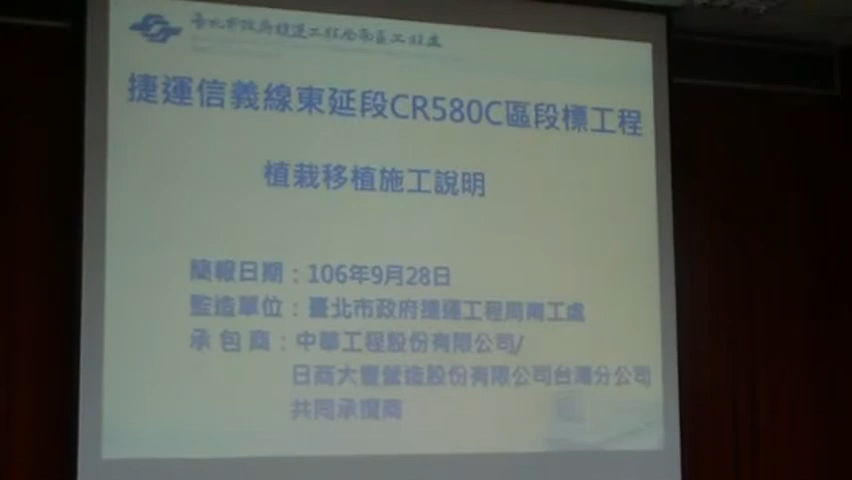 臺北市政府捷運工程局南區工程處
捷運信義線東延段CR580C區段標工程
植栽移植施工說明
簡報日期：106年9月28日
監造單位：臺北市政府捷運工程局南工處
承包商：中華工程股份有限公司/
日商大豐營造股份有限公司台灣分公司
共同承攬商